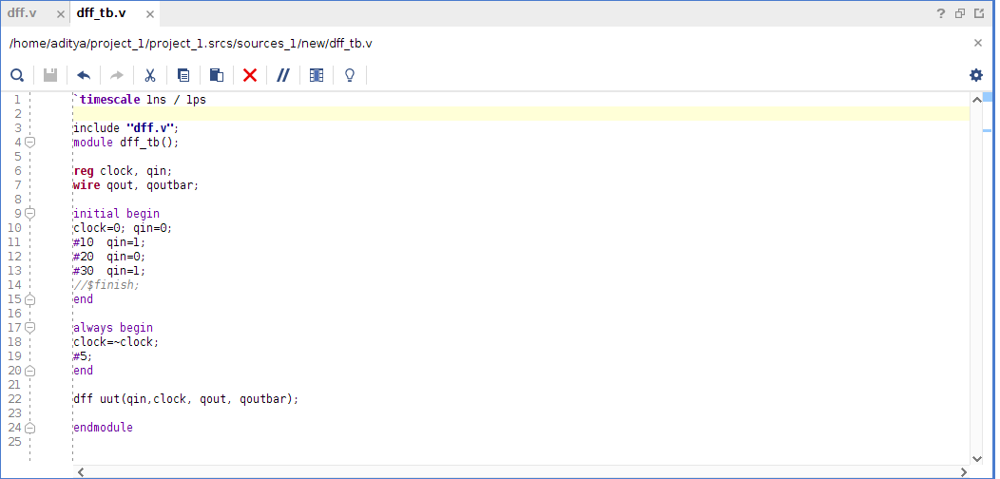 dff.v x dff_tb.v x ?
/home/aditya/project_1/project_1.srcs/sources_1/new/dff_tb.v x
1 `timescale 1ns / 1ps
2
3 include "dff.v";
4 module dff_tb();
5
6 reg clock, qin;
7 wire qout, qoutbar;
8
9 initial begin
10 clock=0; qin=0;
11 #10  qin=1;
12 #20  qin=0;
13 #30  qin=1;
14 //$finish;
15 end
16
17 always begin
18 clock=~clock;
19 #5;
20 end
21
22 dff uut(qin,clock, qout, qoutbar);
23
24 endmodule
25